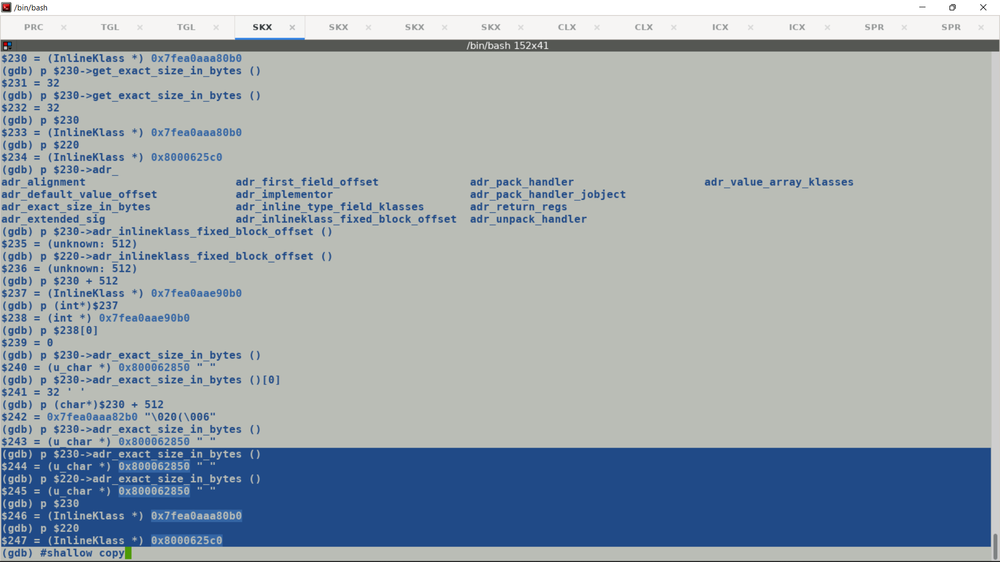 /bin/bash
PRC × TGL × TGL × SKX × SKX × SKX × SKX × CLX × CLX × ICX × ICX × SPR × SPR ×
/bin/bash 152x41
$230 = (InlineKlass *) 0x7fea0aaa80b0
(gdb) p $230->get_exact_size_in_bytes ()
$231 = 32
(gdb) p $230->get_exact_size_in_bytes ()
$232 = 32
(gdb) p $230
$233 = (InlineKlass *) 0x7fea0aaa80b0
(gdb) p $220
$234 = (InlineKlass *) 0x8000625c0
(gdb) p $230->adr_
adr_alignment adr_first_field_offset adr_pack_handler adr_value_array_klasses
adr_default_value_offset adr_implementor adr_pack_handler_jobject
adr_exact_size_in_bytes adr_inline_type_field_klasses adr_return_regs
adr_extended_sig adr_inlineklass_fixed_block_offset adr_unpack_handler
(gdb) p $230->adr_inlineklass_fixed_block_offset ()
$235 = (unknown: 512)
(gdb) p $220->adr_inlineklass_fixed_block_offset ()
$236 = (unknown: 512)
(gdb) p $230 + 512
$237 = (InlineKlass *) 0x7fea0aae90b0
(gdb) p (int*)$237
$238 = (int *) 0x7fea0aae90b0
(gdb) p $238[0]
$239 = 0
(gdb) p $230->adr_exact_size_in_bytes ()
$240 = (u_char *) 0x800062850 " "
(gdb) p $230->adr_exact_size_in_bytes ()[0]
$241 = 32 ' '
(gdb) p (char*)$230 + 512
$242 = 0x7fea0aaa82b0 "\020(\006"
(gdb) p $230->adr_exact_size_in_bytes ()
$243 = (u_char *) 0x800062850 " "
(gdb) p $230->adr_exact_size_in_bytes ()
$244 = (u_char *) 0x800062850 " "
(gdb) p $220->adr_exact_size_in_bytes ()
$245 = (u_char *) 0x800062850 " "
(gdb) p $230
$246 = (InlineKlass *) 0x7fea0aaa80b0
(gdb) p $220
$247 = (InlineKlass *) 0x8000625c0
(gdb) #shallow copy